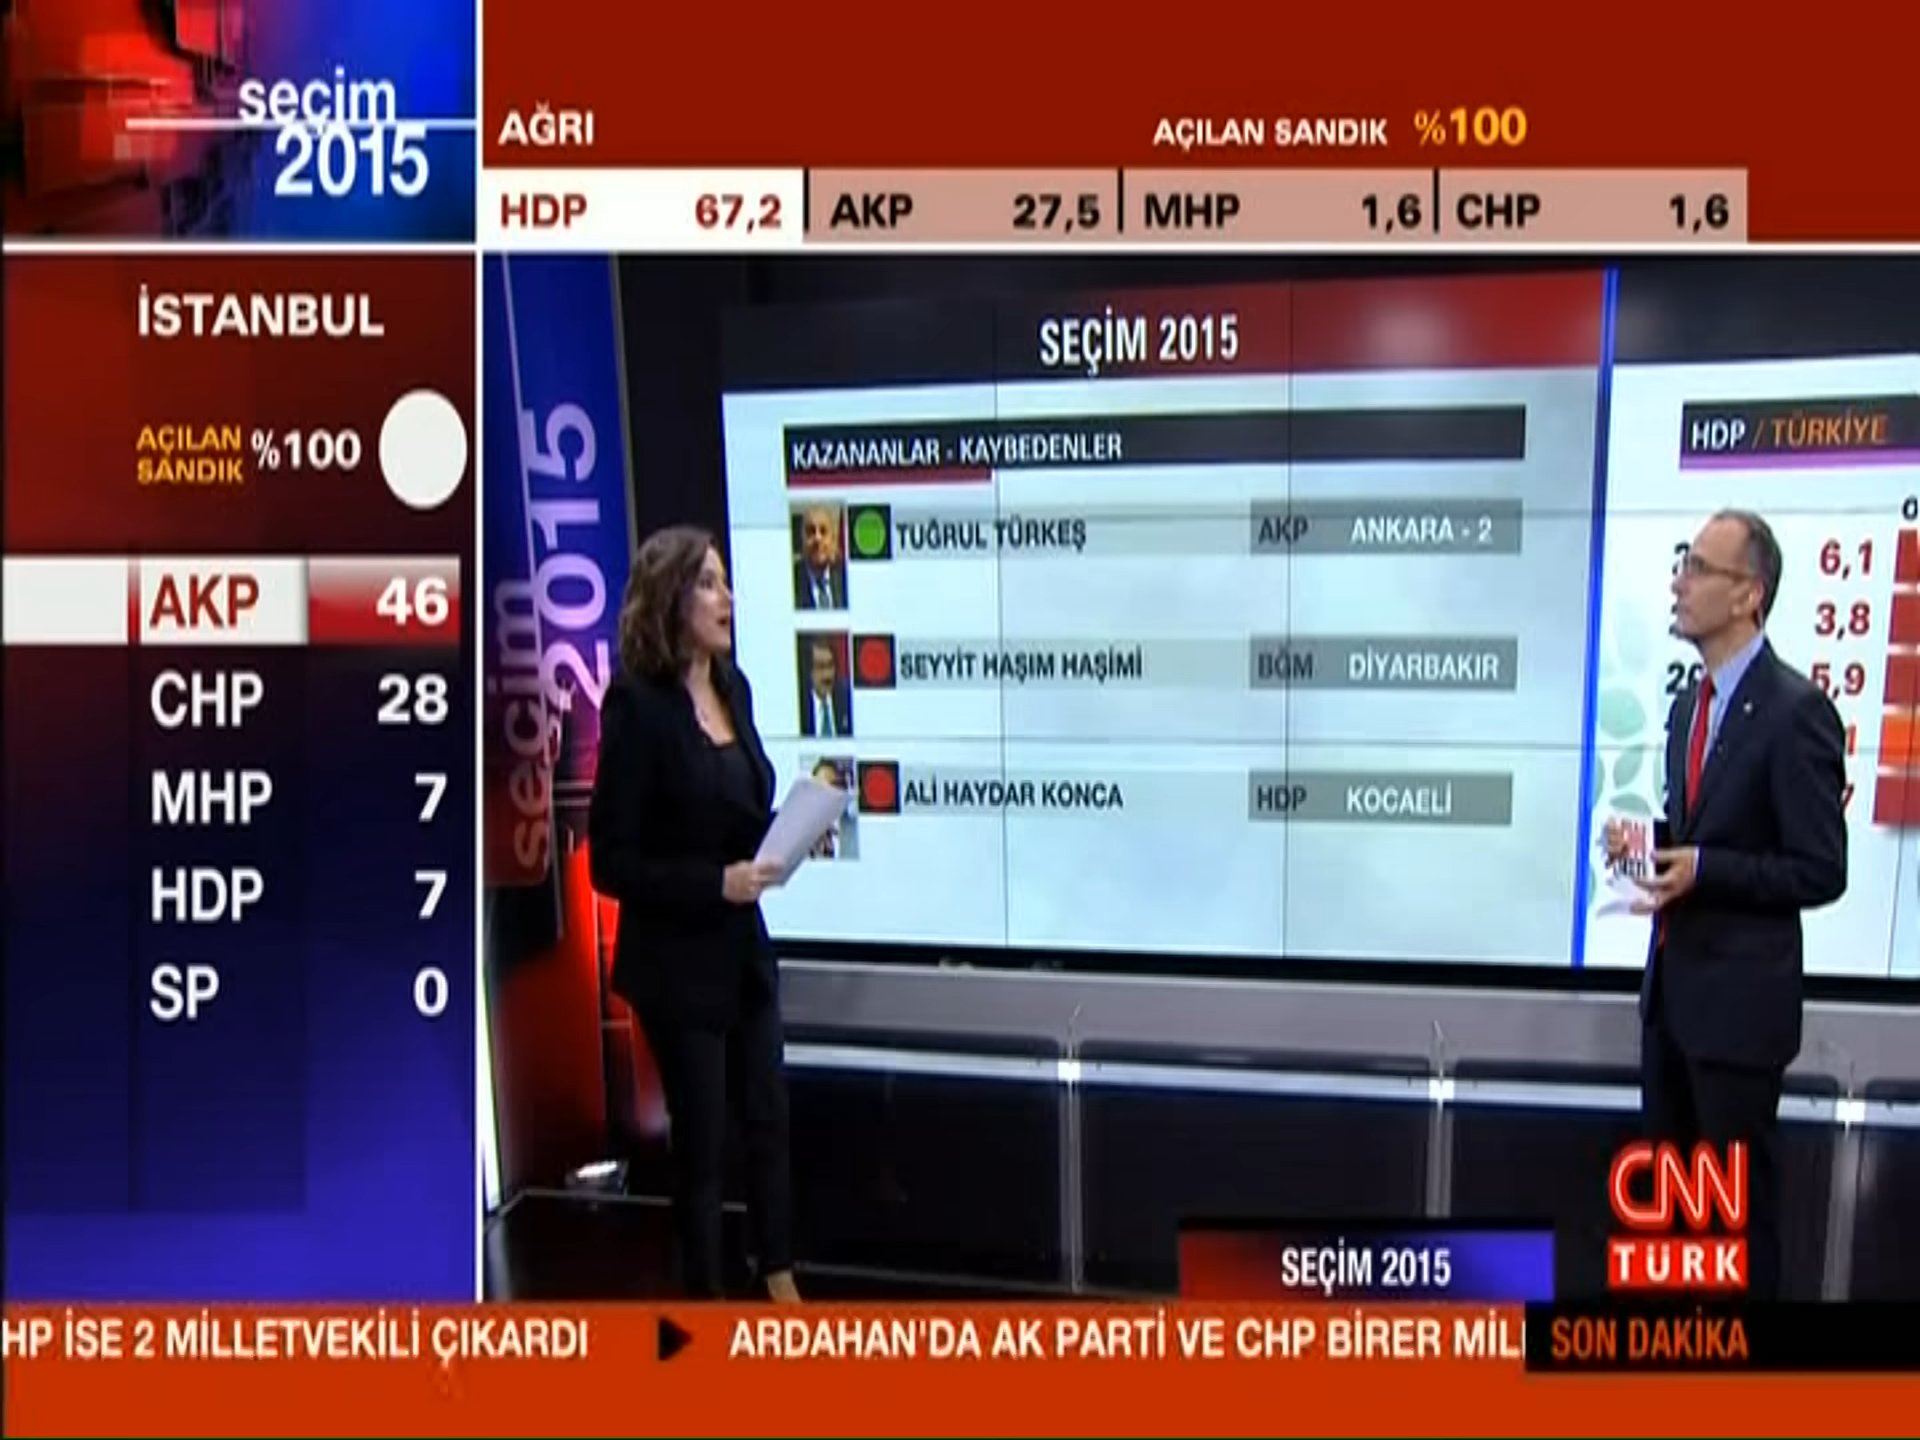 seçim
2015
AĞRI
AÇILAN SANDIK %100
HDP 67,2 AKP 27,5 MHP 1,6 CHP 1,6
İSTANBUL
AÇILAN SANDIK %100
AKP 46
CHP 28
MHP 7
HDP 7
SP 0
seçim
2015
SEÇİM 2015
KAZANANLAR - KAYBEDENLER
TUĞRUL TÜRKEŞ AKP ANKARA - 2
SEYYİT HAŞIM HAŞİMİ BĞM DİYARBAKIR
ALİ HAYDAR KONCA HDP KOCAELİ
HDP / TÜRKİYE
6,1
3,8
5,9
SEÇİM 2015
CNN
TÜRK
HP İSE 2 MİLLETVEKİLİ ÇIKARDI
ARDAHAN'DA AK PARTİ VE CHP BİRER MİL
SON DAKİKA